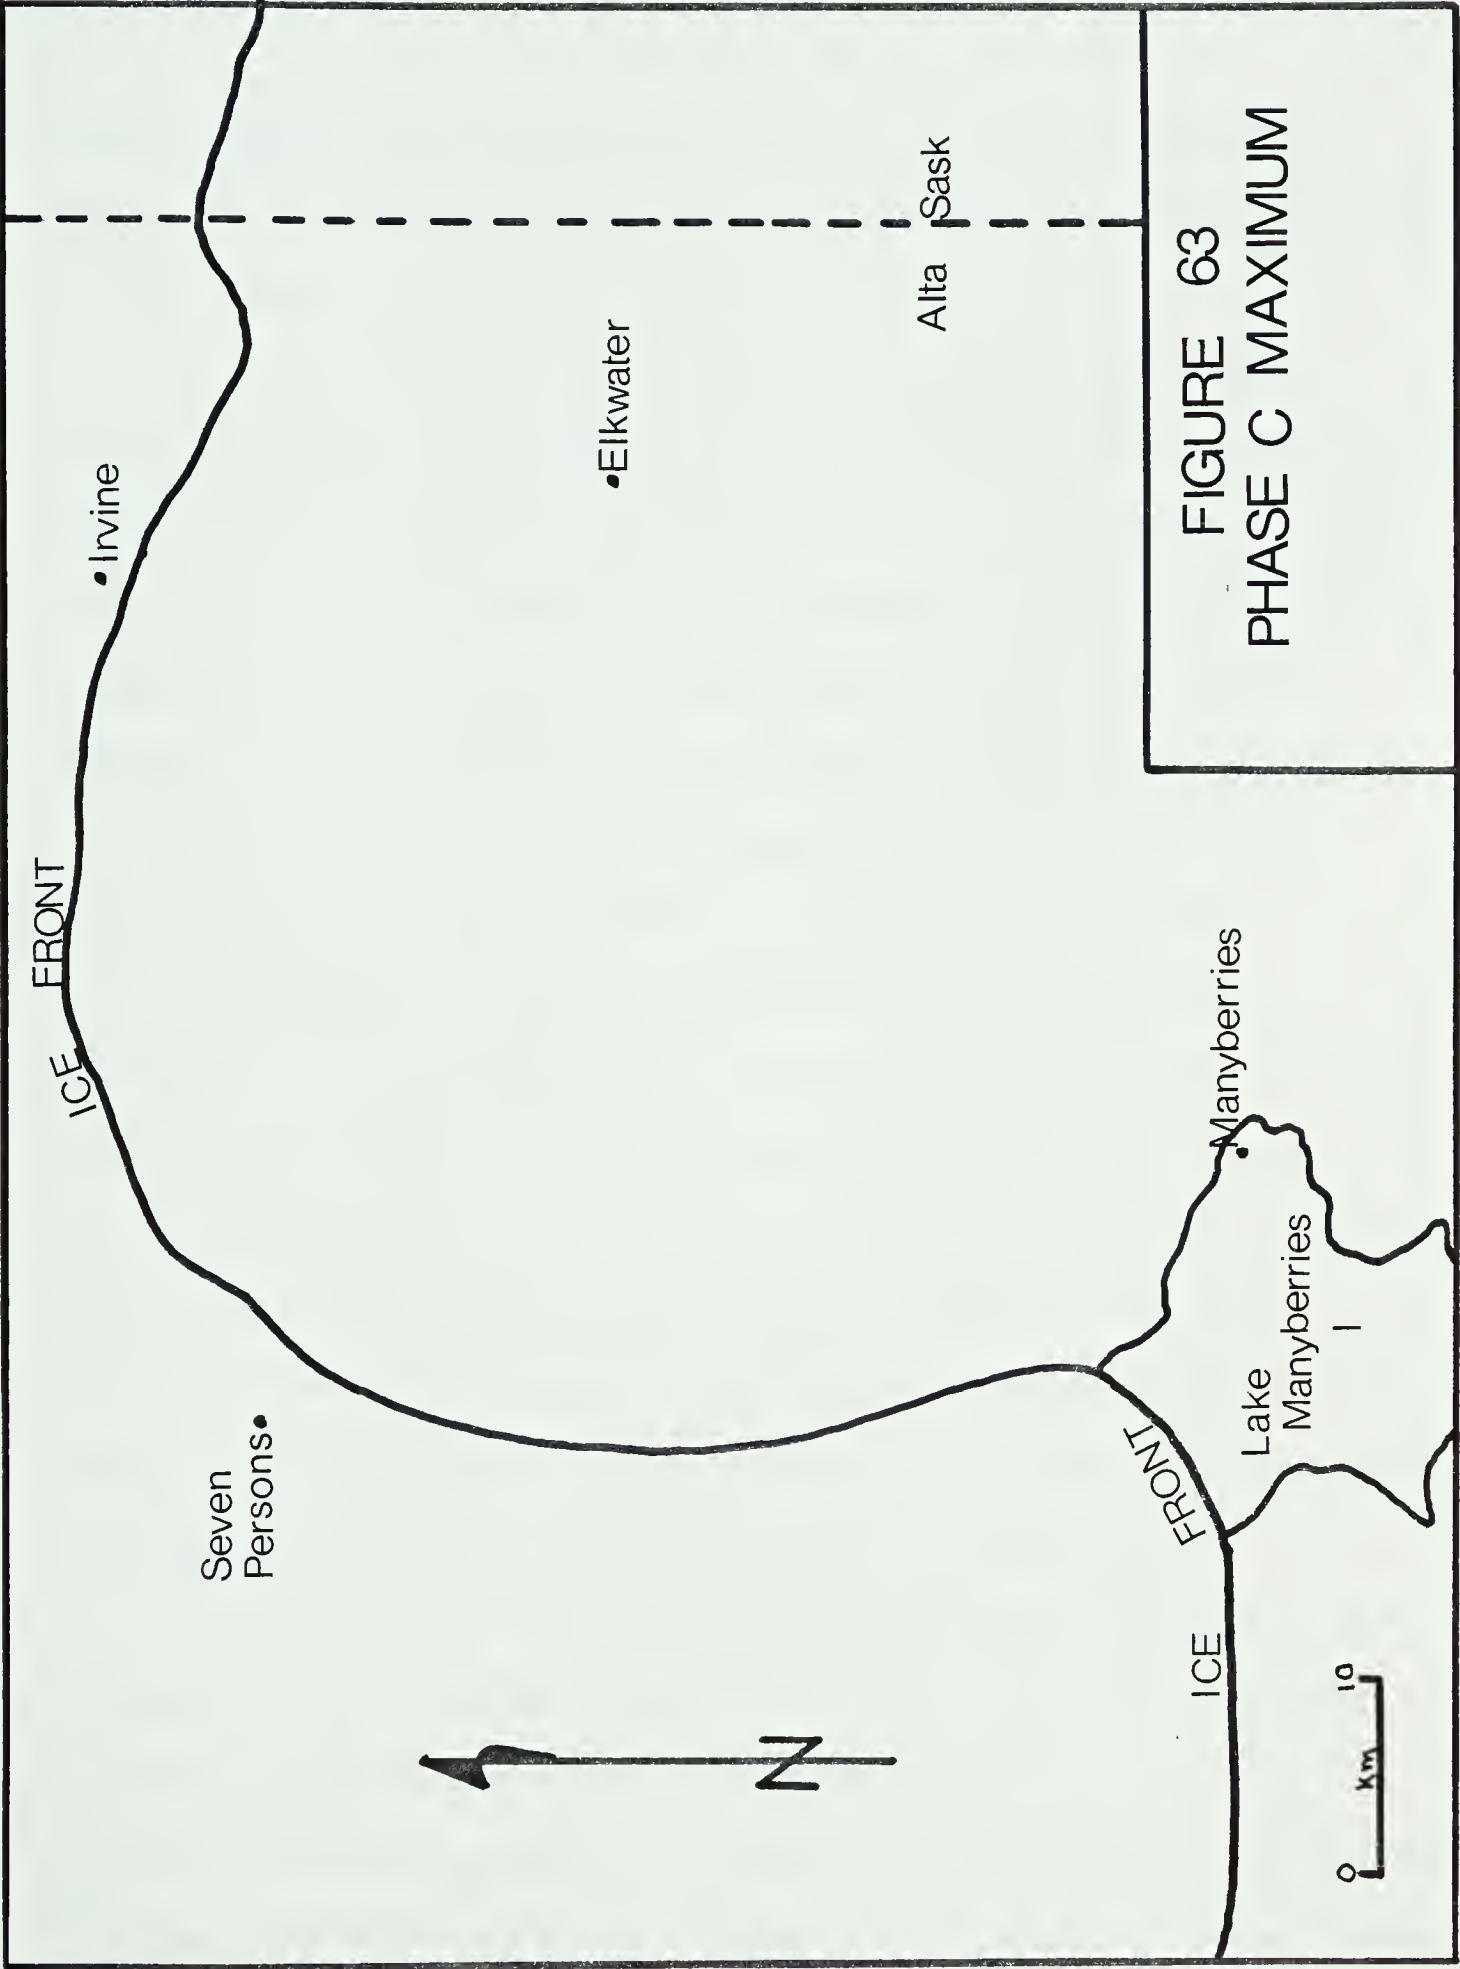 ICE FRONT
Irvine
Seven
Persons
Elkwater
N
Alta Sask
ICE FRONT
Manyberries
Lake
Manyberries
I
0 Km 10
FIGURE 63
PHASE C MAXIMUM